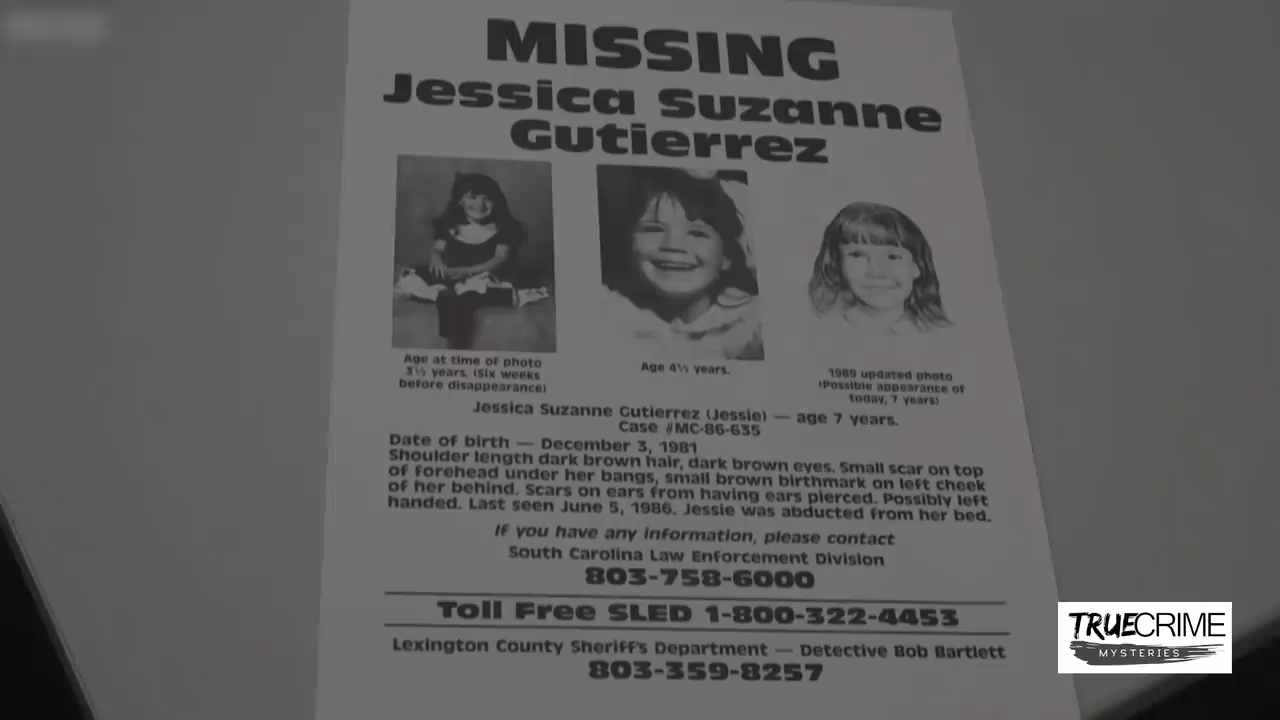 MISSING
Jessica Suzanne
Gutierrez
Age at time of photo
3½ years. (Six weeks
before disappearance)
Age 4½ years.
1989 updated photo
(Possible appearance of
today, 7 years)
Jessica Suzanne Gutierrez (Jessie) — age 7 years.
Case #MC-86-635
Date of birth — December 3, 1981
Shoulder length dark brown hair, dark brown eyes. Small scar on top
of forehead under her bangs, small brown birthmark on left cheek
of her behind. Scars on ears from having ears pierced. Possibly left
handed. Last seen June 5, 1986. Jessie was abducted from her bed.
If you have any information, please contact
South Carolina Law Enforcement Division
803-758-6000
Toll Free SLED 1-800-322-4453
Lexington County Sheriff's Department — Detective Bob Bartlett
803-359-8257
TRUECRIME
MYSTERIES